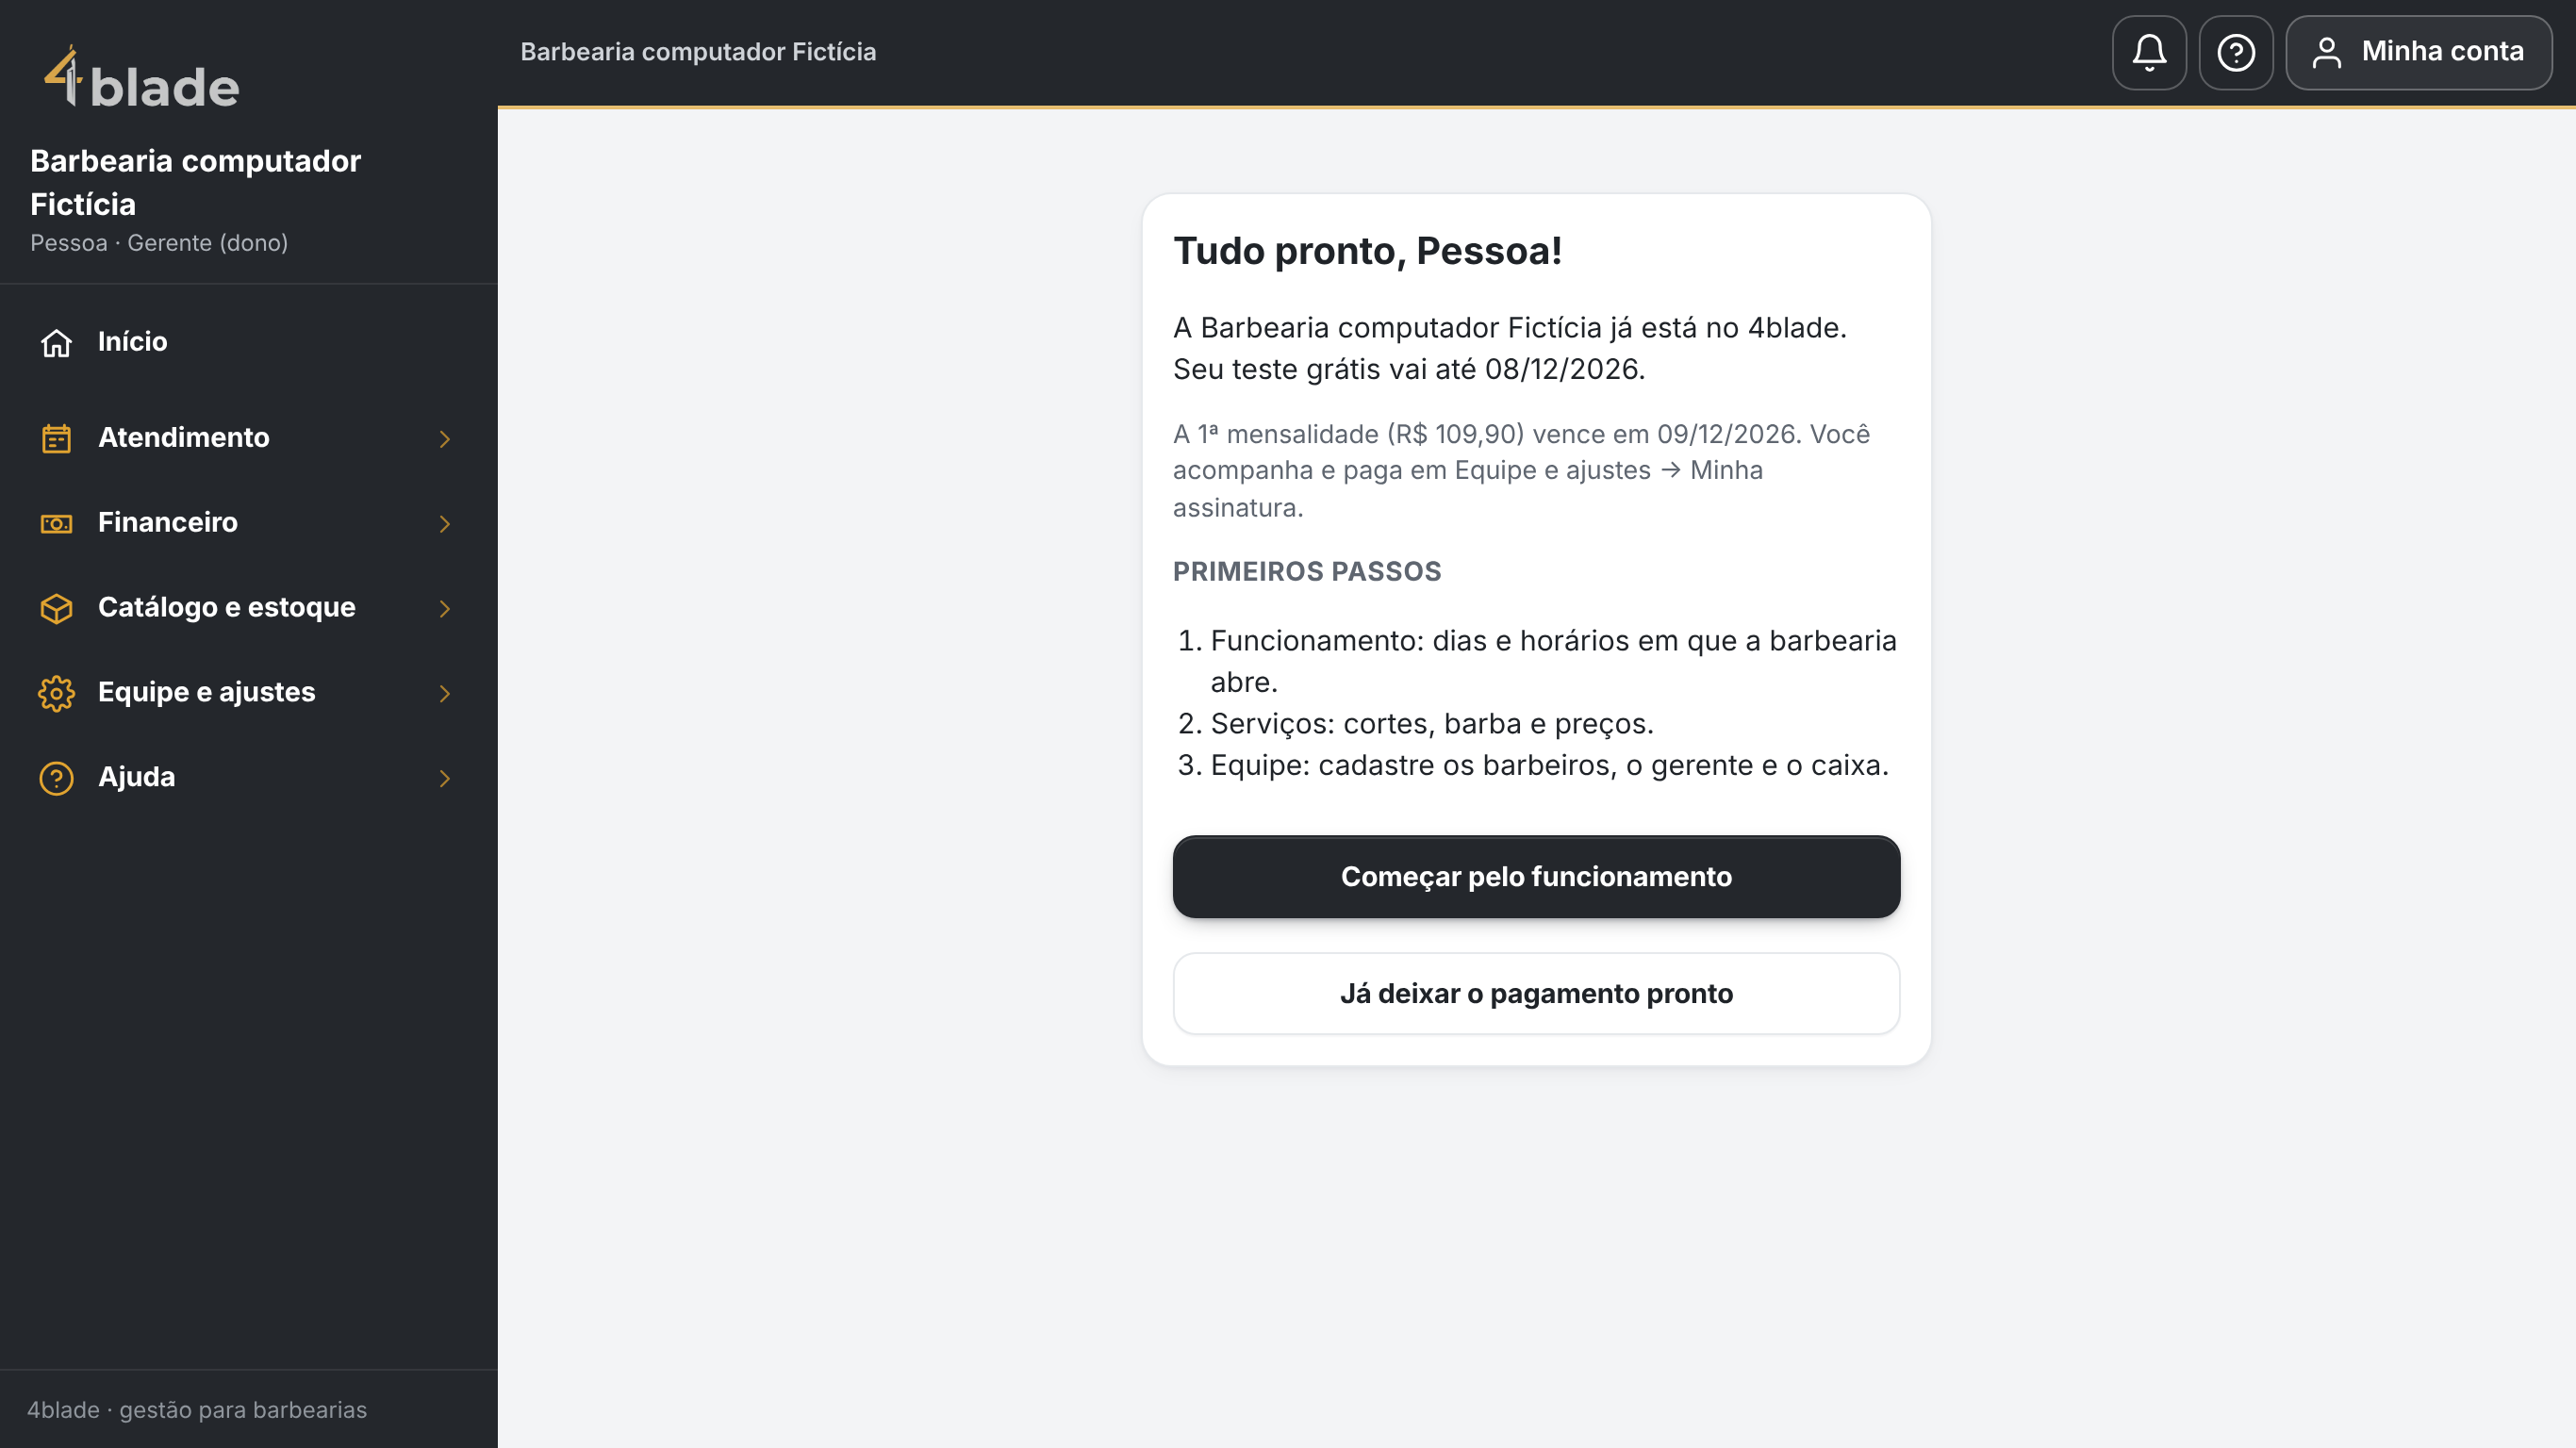 4blade
Barbearia computador
Fictícia
Pessoa · Gerente (dono)
Início
Atendimento
Financeiro
Catálogo e estoque
Equipe e ajustes
Ajuda
4blade · gestão para barbearias
Barbearia computador Fictícia
Minha conta
Tudo pronto, Pessoa!
A Barbearia computador Fictícia já está no 4blade.
Seu teste grátis vai até 08/12/2026.
A 1ª mensalidade (R$ 109,90) vence em 09/12/2026. Você
acompanha e paga em Equipe e ajustes → Minha
assinatura.
PRIMEIROS PASSOS
1. Funcionamento: dias e horários em que a barbearia
abre.
2. Serviços: cortes, barba e preços.
3. Equipe: cadastre os barbeiros, o gerente e o caixa.
Começar pelo funcionamento
Já deixar o pagamento pronto